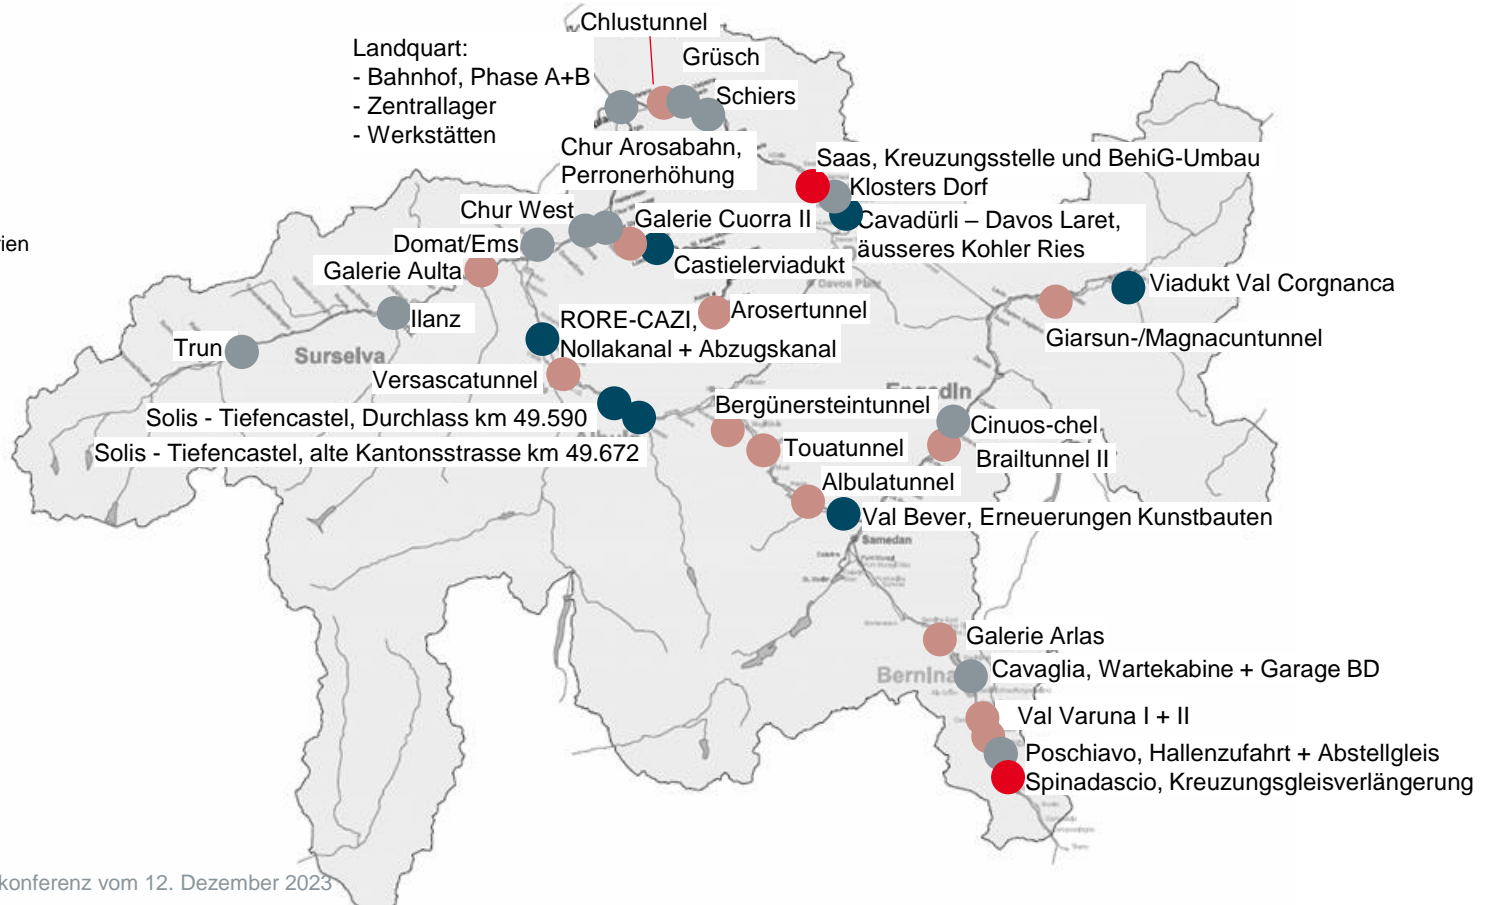 Chlustunnel
Landquart:
- Bahnhof, Phase A+B
- Zentrallager
- Werkstätten
Grüsch
Schiers
Chur Arosabahn,
Perronerhöhung
Saas, Kreuzungsstelle und BehiG-Umbau
Klosters Dorf
Cavadürli – Davos Laret,
äusseres Kohler Ries
Chur West
Galerie Cuorra II
rien
Domat/Ems
Galerie Aulta
Castielerviadukt
Davos Platz
Viadukt Val Corgnanca
Ilanz
RORE-CAZI,
Nollakanal + Abzugskanal
Arosertunnel
Giarsun-/Magnacuntunnel
Trun
Surselva
Versascatunnel
Solis - Tiefencastel, Durchlass km 49.590
Solis - Tiefencastel, alte Kantonsstrasse km 49.672
Bergünersteintunnel
Touatunnel
Cinuos-chel
Brailtunnel II
Albulatunnel
Val Bever, Erneuerungen Kunstbauten
Samedan
Galerie Arlas
Bernina
Cavaglia, Wartekabine + Garage BD
Val Varuna I + II
Poschiavo, Hallenzufahrt + Abstellgleis
Spinadascio, Kreuzungsgleisverlängerung
konferenz vom 12. Dezember 2023